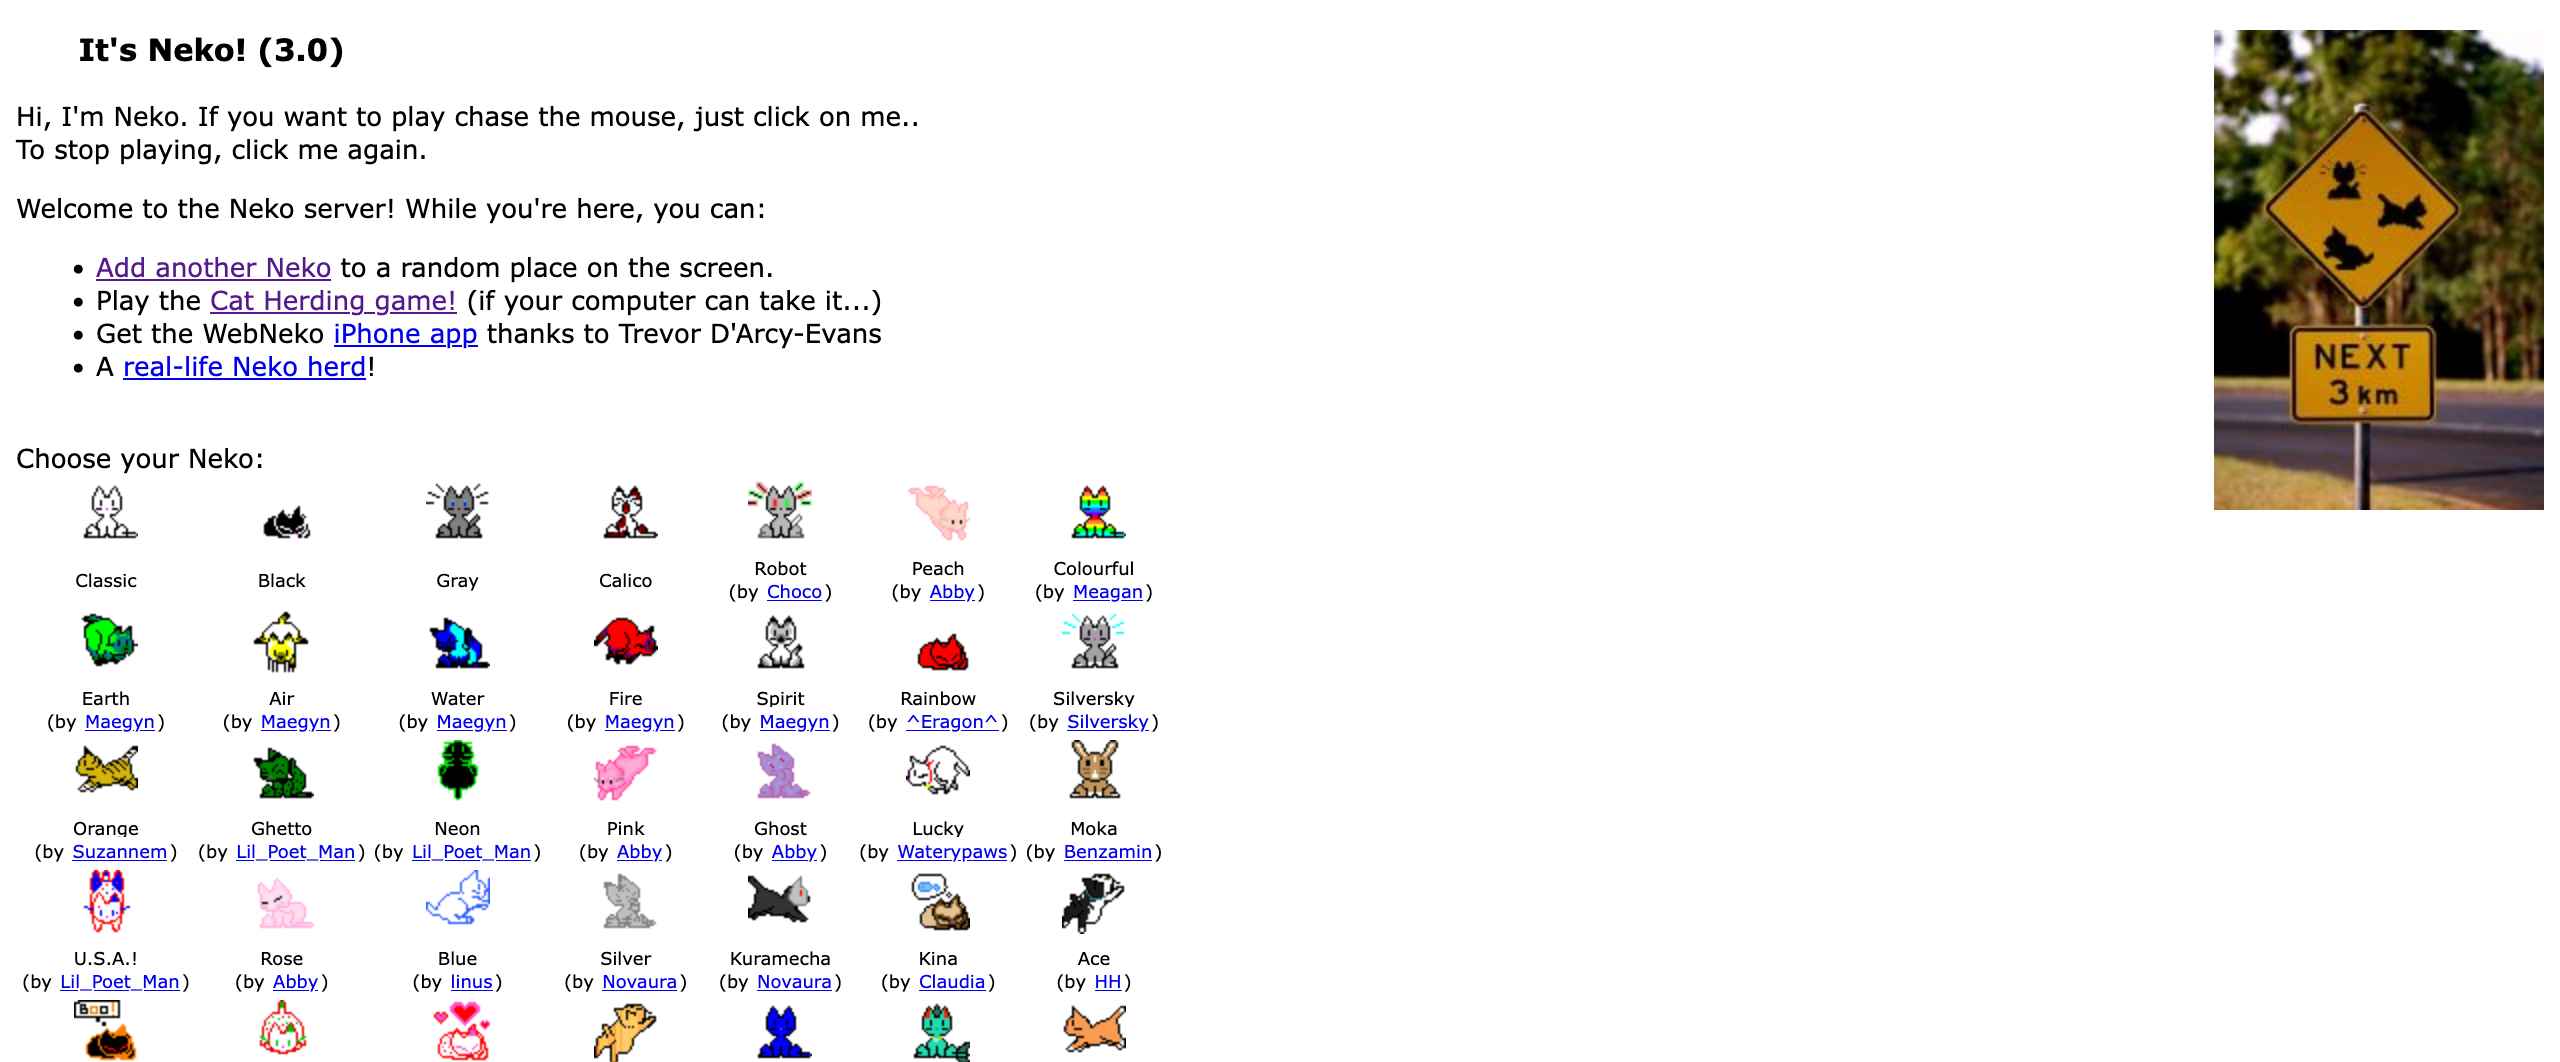 It's Neko! (3.0)
Hi, I'm Neko. If you want to play chase the mouse, just click on me..
To stop playing, click me again.
Welcome to the Neko server! While you're here, you can:
• Add another Neko to a random place on the screen.
• Play the Cat Herding game! (if your computer can take it...)
• Get the WebNeko iPhone app thanks to Trevor D'Arcy-Evans
• A real-life Neko herd!
NEXT
3 km
Choose your Neko:
Classic Black Gray Calico Robot Peach Colourful
(by Choco) (by Abby) (by Meagan)
Earth Air Water Fire Spirit Rainbow Silversky
(by Maegyn) (by Maegyn) (by Maegyn) (by Maegyn) (by Maegyn) (by ^Eragon^) (by Silversky)
Orange Ghetto Neon Pink Ghost Lucky Moka
(by Suzannem) (by Lil_Poet_Man) (by Lil_Poet_Man) (by Abby) (by Abby) (by Waterypaws) (by Benzamin)
U.S.A.! Rose Blue Silver Kuramecha Kina Ace
(by Lil_Poet_Man) (by Abby) (by linus) (by Novaura) (by Novaura) (by Claudia) (by HH)
Boo!